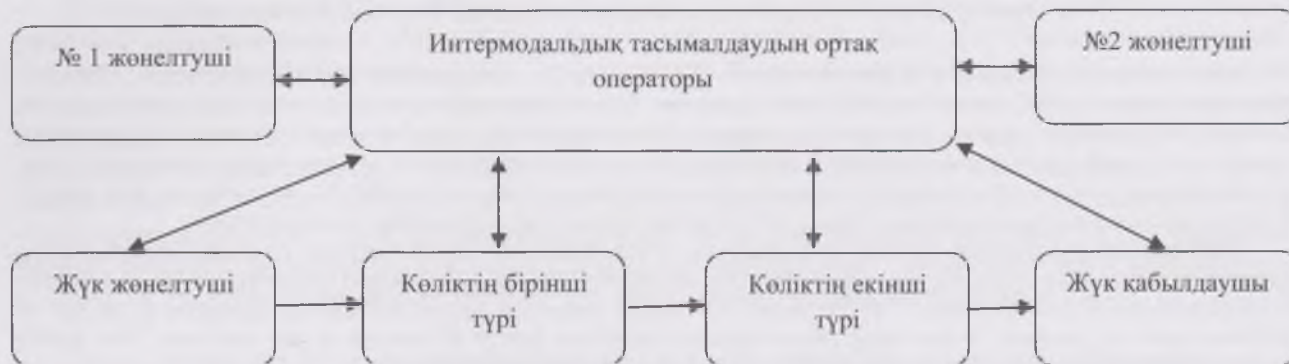 № 1 жөнелтуші
Интермодальдық тасымалдаудың ортақ
операторы
№2 жөнелтуші
Жүк жөнелтуші
Көліктің бірінші
түрі
Көліктің екінші
түрі
Жүк қабылдаушы